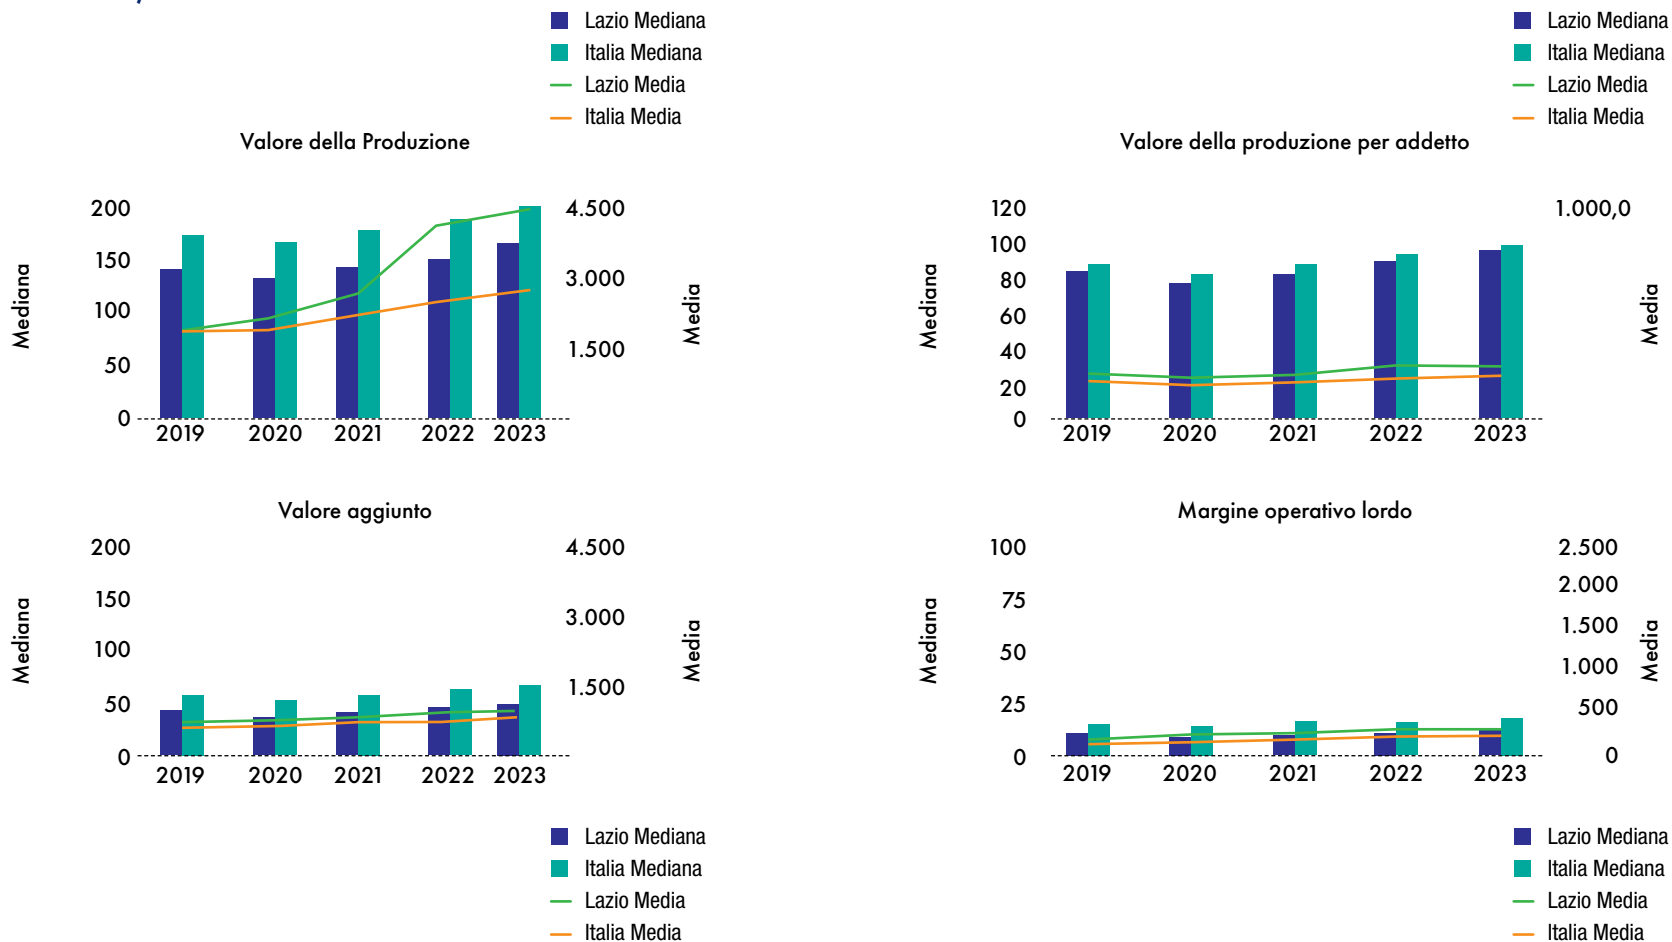 Lazio Mediana
Italia Mediana
Lazio Media
Italia Media
Valore della Produzione
Mediana
200
150
100
50
0
4.500
3.000
1.500
Media
2019 2020 2021 2022 2023
Lazio Mediana
Italia Mediana
Lazio Media
Italia Media
Valore della produzione per addetto
Mediana
120
100
80
60
40
20
0
1.000,0
Media
2019 2020 2021 2022 2023
Valore aggiunto
Mediana
200
150
100
50
0
4.500
3.000
1.500
Media
2019 2020 2021 2022 2023
Lazio Mediana
Italia Mediana
Lazio Media
Italia Media
Margine operativo lordo
Mediana
100
75
50
25
0
2.500
2.000
1.500
1.000
500
0
Media
2019 2020 2021 2022 2023
Lazio Mediana
Italia Mediana
Lazio Media
Italia Media